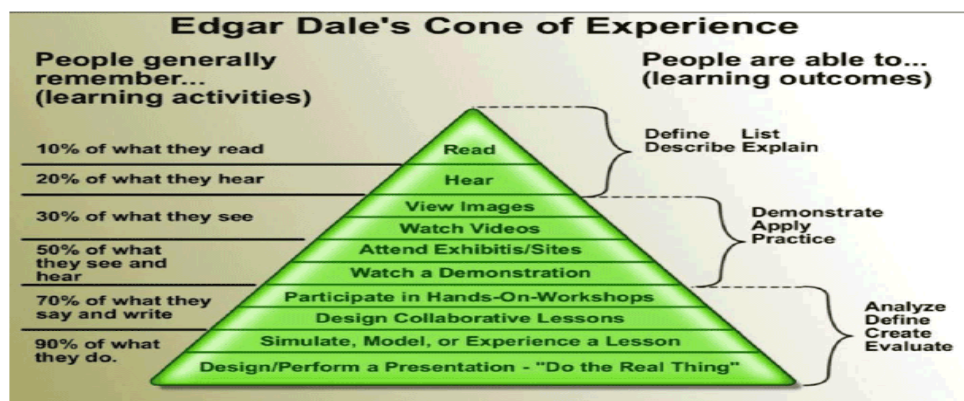 Edgar Dale's Cone of Experience
People generally
remember...
(learning activities)
People are able to...
(learning outcomes)
10% of what they read
20% of what they hear
30% of what they see
50% of what
they see and
hear
70% of what they
say and write
90% of what
they do.
Read
Hear
View Images
Watch Videos
Attend Exhibitis/Sites
Watch a Demonstration
Participate in Hands-On-Workshops
Design Collaborative Lessons
Simulate, Model, or Experience a Lesson
Design/Perform a Presentation - "Do the Real Thing"
Define List
Describe Explain
Demonstrate
Apply
Practice
Analyze
Define
Create
Evaluate